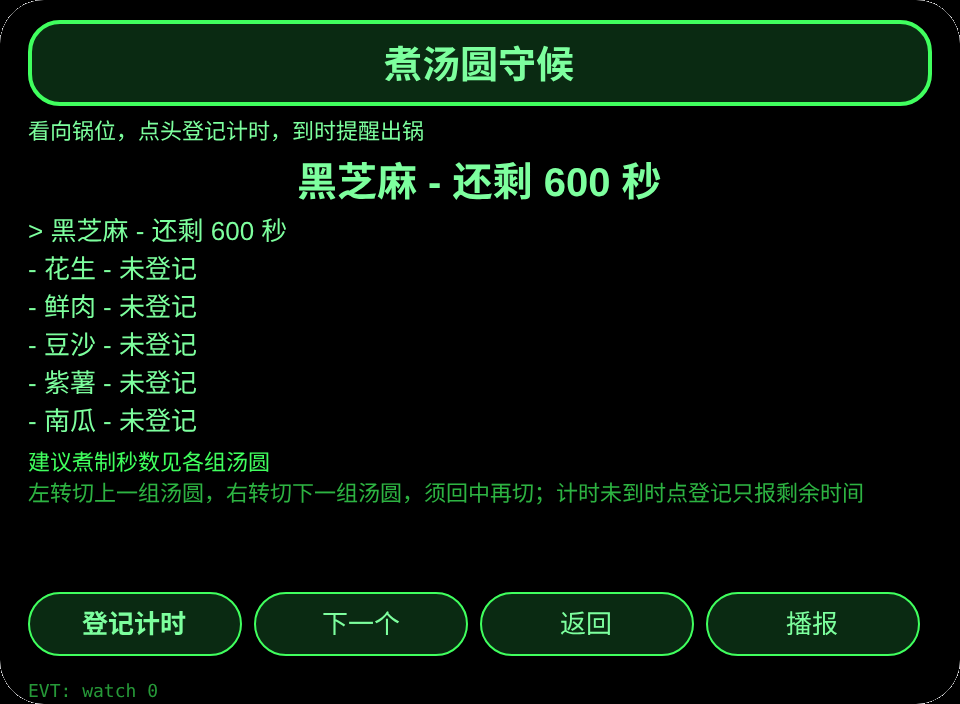 煮汤圆守候
看向锅位，点头登记计时，到时提醒出锅
黑芝麻 - 还剩 600 秒
> 黑芝麻 - 还剩 600 秒
- 花生 - 未登记
- 鲜肉 - 未登记
- 豆沙 - 未登记
- 紫薯 - 未登记
- 南瓜 - 未登记
建议煮制秒数见各组汤圆
左转切上一组汤圆，右转切下一组汤圆，须回中再切；计时未到时点登记只报剩余时间
登记计时
下一个
返回
播报
EVT: watch 0